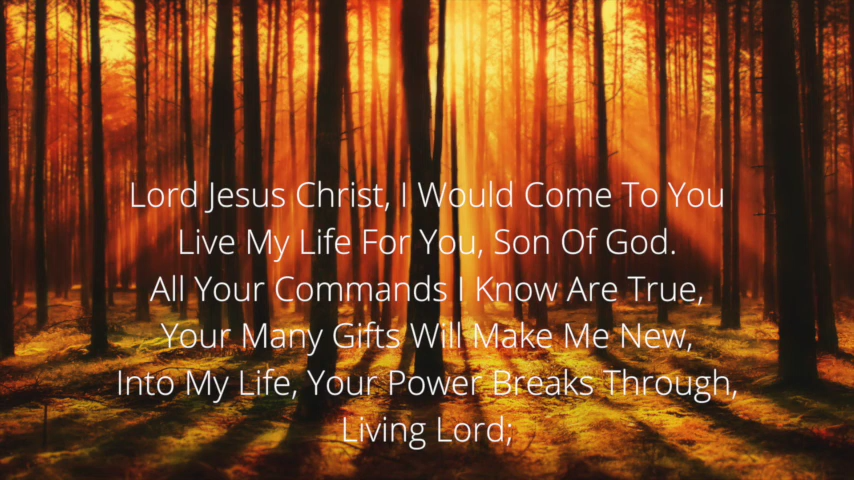 Lord Jesus Christ, I Would Come To You
Live My Life For You, Son Of God.
All Your Commands I Know Are True,
Your Many Gifts Will Make Me New,
Into My Life, Your Power Breaks Through,
Living Lord;